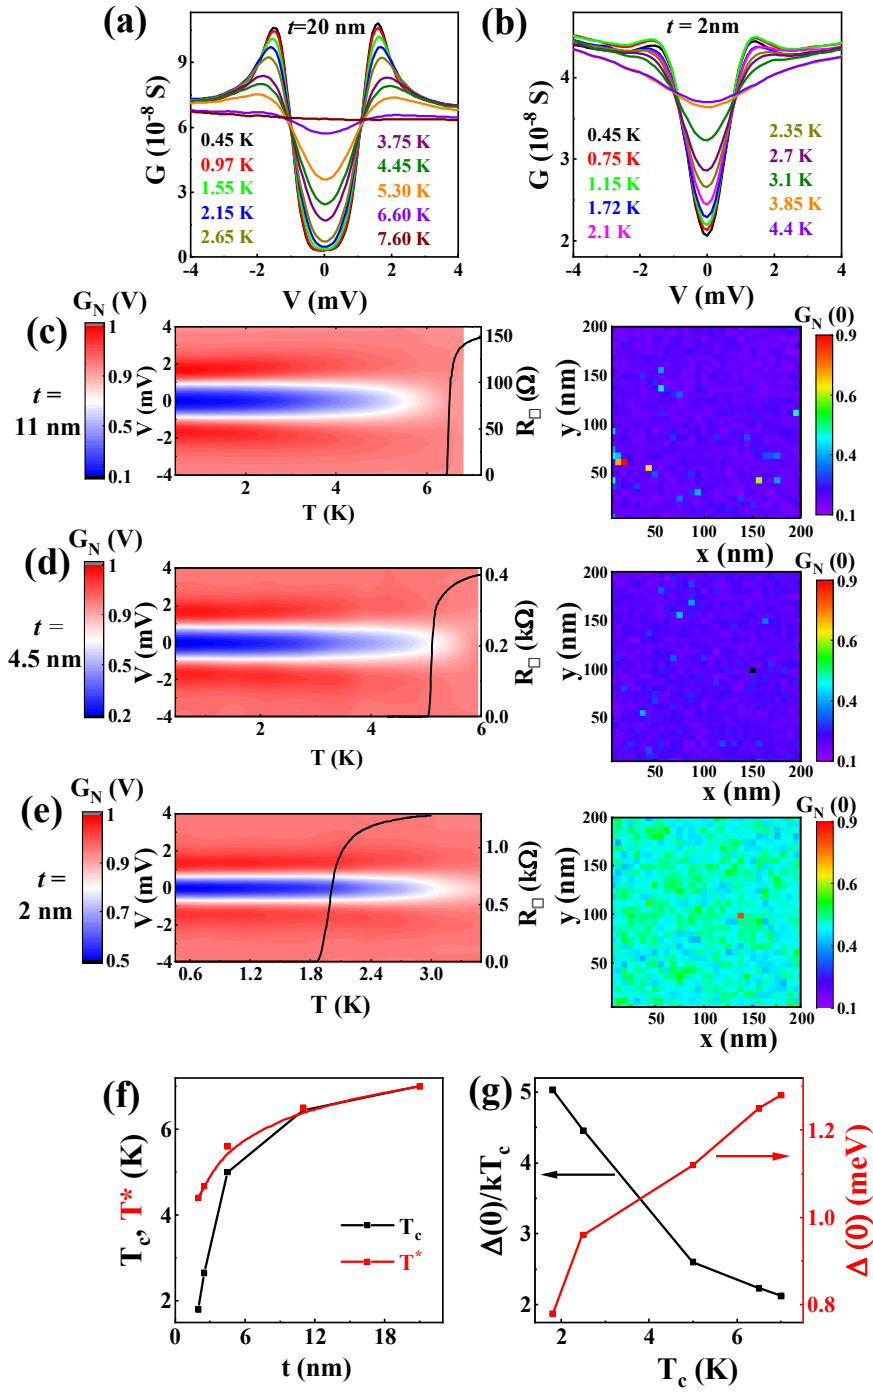 (a)
t=20 nm
G (10⁻⁸ S)
9
6
3
0
0.45 K
0.97 K
1.55 K
2.15 K
2.65 K
3.75 K
4.45 K
5.30 K
6.60 K
7.60 K
-4 -2 0 2 4
V (mV)
(b)
t = 2nm
G (10⁻⁸ S)
4
3
2
0.45 K
0.75 K
1.15 K
1.72 K
2.1 K
2.35 K
2.7 K
3.1 K
3.85 K
4.4 K
-4 -2 0 2 4
V (mV)
(c)
G_N (V)
1
0.9
0.5
0.1
t =
11 nm
V (mV)
4
2
0
-2
-4
2 4 6
T (K)
150
100
50
0
R□ (Ω)
y (nm)
200
150
100
50
50 100 150 200
x (nm)
G_N (0)
0.9
0.6
0.4
0.1
(d)
G_N (V)
1
0.9
0.5
0.2
t =
4.5 nm
V (mV)
4
2
0
-2
-4
2 4 6
T (K)
0.4
0.2
0.0
R□ (kΩ)
y (nm)
200
150
100
50
50 100 150 200
x (nm)
G_N (0)
0.9
0.6
0.4
0.1
(e)
G_N (V)
1
0.9
0.7
0.5
t =
2 nm
V (mV)
4
2
0
-2
-4
0.6 1.2 1.8 2.4 3.0
T (K)
1.0
0.5
0.0
R□ (kΩ)
y (nm)
200
150
100
50
50 100 150 200
x (nm)
G_N (0)
0.9
0.6
0.4
0.1
(f)
T_c, T* (K)
6
4
2
T_c
T*
0 6 12 18
t (nm)
(g)
Δ(0)/kT_c
5
4
3
2
2 4 6
T_c (K)
1.2
1.0
0.8
Δ (0) (meV)